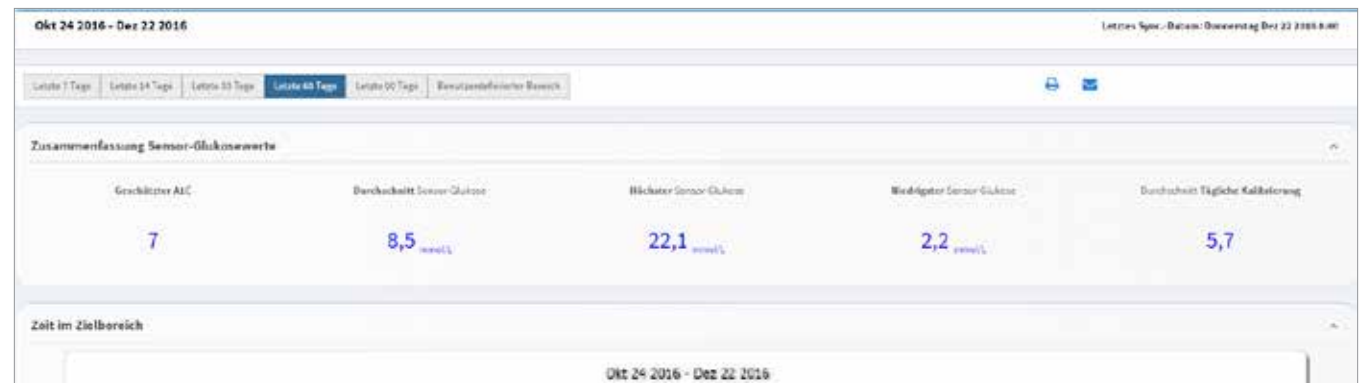 Okt 24 2016 - Dez 22 2016
Letztes Sync.-Datum: Donnerstag Dez 22 2016
Letzte 7 Tage Letzte 14 Tage Letzte 30 Tage Letzte 60 Tage Letzte 90 Tage Benutzerdefinierter Bereich
Zusammenfassung Sensor-Glukosewerte
Geschätzter A1C Durchschnitt Sensor Glukose Höchster Sensor Glukose Niedrigster Sensor Glukose Durchschnitt Tägliche Kalibrierung
7 8,5 mmol/L 22,1 mmol/L 2,2 mmol/L 5,7
Zeit im Zielbereich
Okt 24 2016 - Dez 22 2016